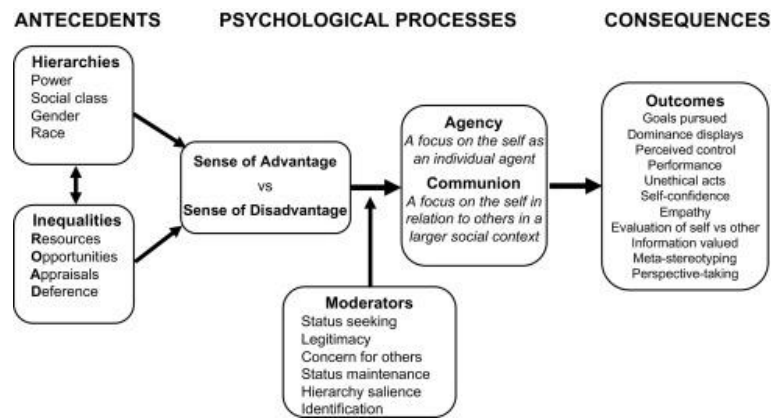 ANTECEDENTS
PSYCHOLOGICAL PROCESSES
CONSEQUENCES
Hierarchies
Power
Social class
Gender
Race
Inequalities
Resources
Opportunities
Appraisals
Deference
Sense of Advantage
vs
Sense of Disadvantage
Agency
A focus on the self as
an individual agent
Communion
A focus on the self in
relation to others in a
larger social context
Moderators
Status seeking
Legitimacy
Concern for others
Status maintenance
Hierarchy salience
Identification
Outcomes
Goals pursued
Dominance displays
Perceived control
Performance
Unethical acts
Self-confidence
Empathy
Evaluation of self vs other
Information valued
Meta-stereotyping
Perspective-taking